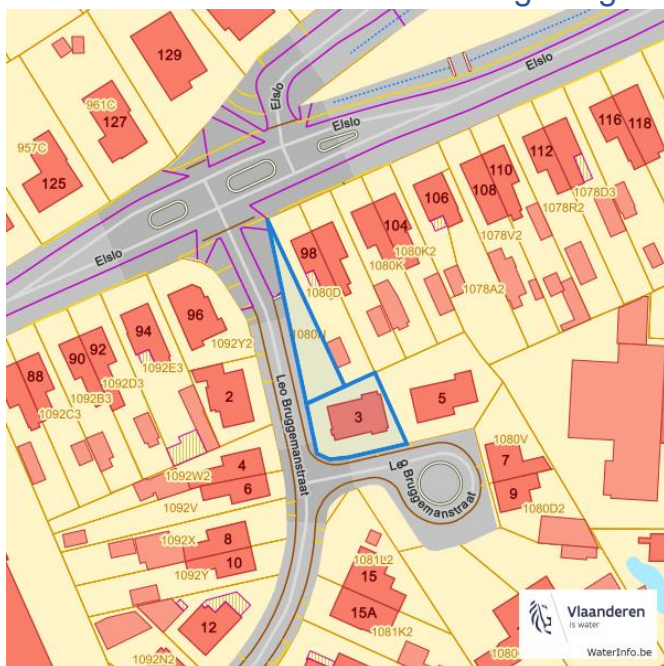 129
Elslo
Elslo
961C
127
957C
125
Elslo
116
118
112
110
108
1078D3
106
1078R2
104
98
1080K2
1078V2
1080K
1080D
1078A2
Elslo
96
94
1092Y2
92
90
88
1092E3
1092D3
1092B3
1092C3
2
Leo Bruggemanstraat
3
5
1092W2
4
6
1092V
Leo Bruggemanstraat
1080V
7
9
1080D2
1092X
8
10
1092Y
1081L2
15
15A
1081K2
12
1092N2
Vlaanderen
is water
WaterInfo.be